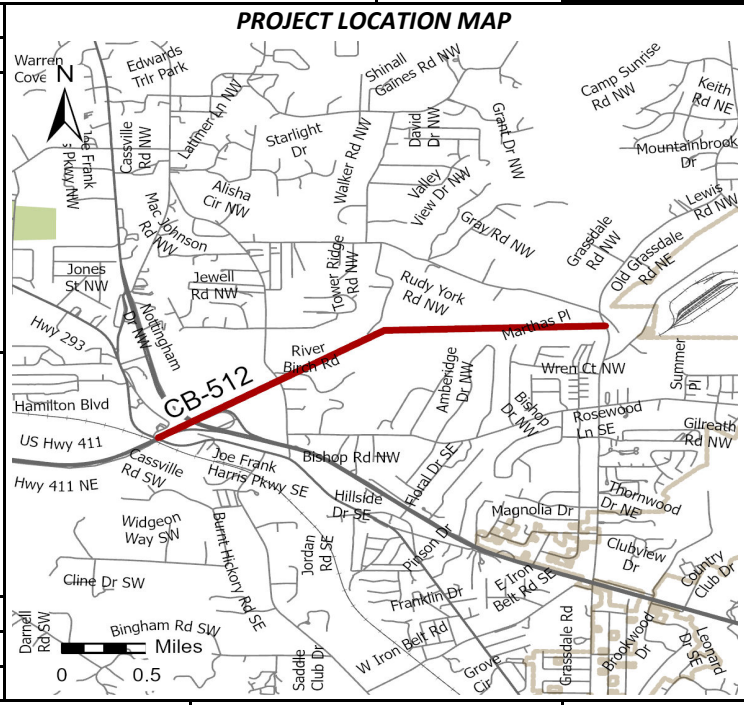 PROJECT LOCATION MAP
Warren
Cove
N
Edwards
Trlr Park
Shinall
Gaines Rd NW
Camp Sunrise
Rd NW
Keith
Rd NE
Joe Frank
s Pkwy NW
Cassville
Rd NW
Lattimer Ln NW
Starlight
Dr
Walker Rd NW
David
Dr NW
Grant Dr NW
Mountainbrook
Dr
Alisha
Cir NW
Valley
View Dr NW
Lewis
Rd NW
Mac Johnson
Rd NW
Gray Rd NW
Grassdale
Rd NW
Old Grassdale
Rd NE
Jones
St NW
Jewell
Rd NW
Tower Ridge
Rd NW
Rudy York
Rd NW
Hwy 293
Nottingham
Dr NW
River
Birch Rd
Marthas Pl
CB-512
Amberidge
Dr NW
Wren Ct NW
Summer
Pl
Hamilton Blvd
Bishop
Dr NW
Rosewood
Ln SE
Gilreath
Rd NW
US Hwy 411
Hwy 411 NE
Cassville
Rd SW
Joe Frank
Harris Pkwy SE
Bishop Rd NW
Floral Dr SE
Hillside
Dr SE
Magnolia Dr
Thornwood
Dr NE
Widgeon
Way SW
Burnt Hickory Rd SE
Jordan
Rd SE
Pinson Dr
Clubview
Dr
Cline Dr SW
Franklin Dr
E Iron
Belt Rd SE
Country
Club Dr
Darnell
Rd SW
Bingham Rd SW
Miles
0
0.5
Saddle
Club Dr
W Iron Belt Rd
Grove
Cir
Grassdale Rd
Brookwood
Dr
Leonard
Dr SE